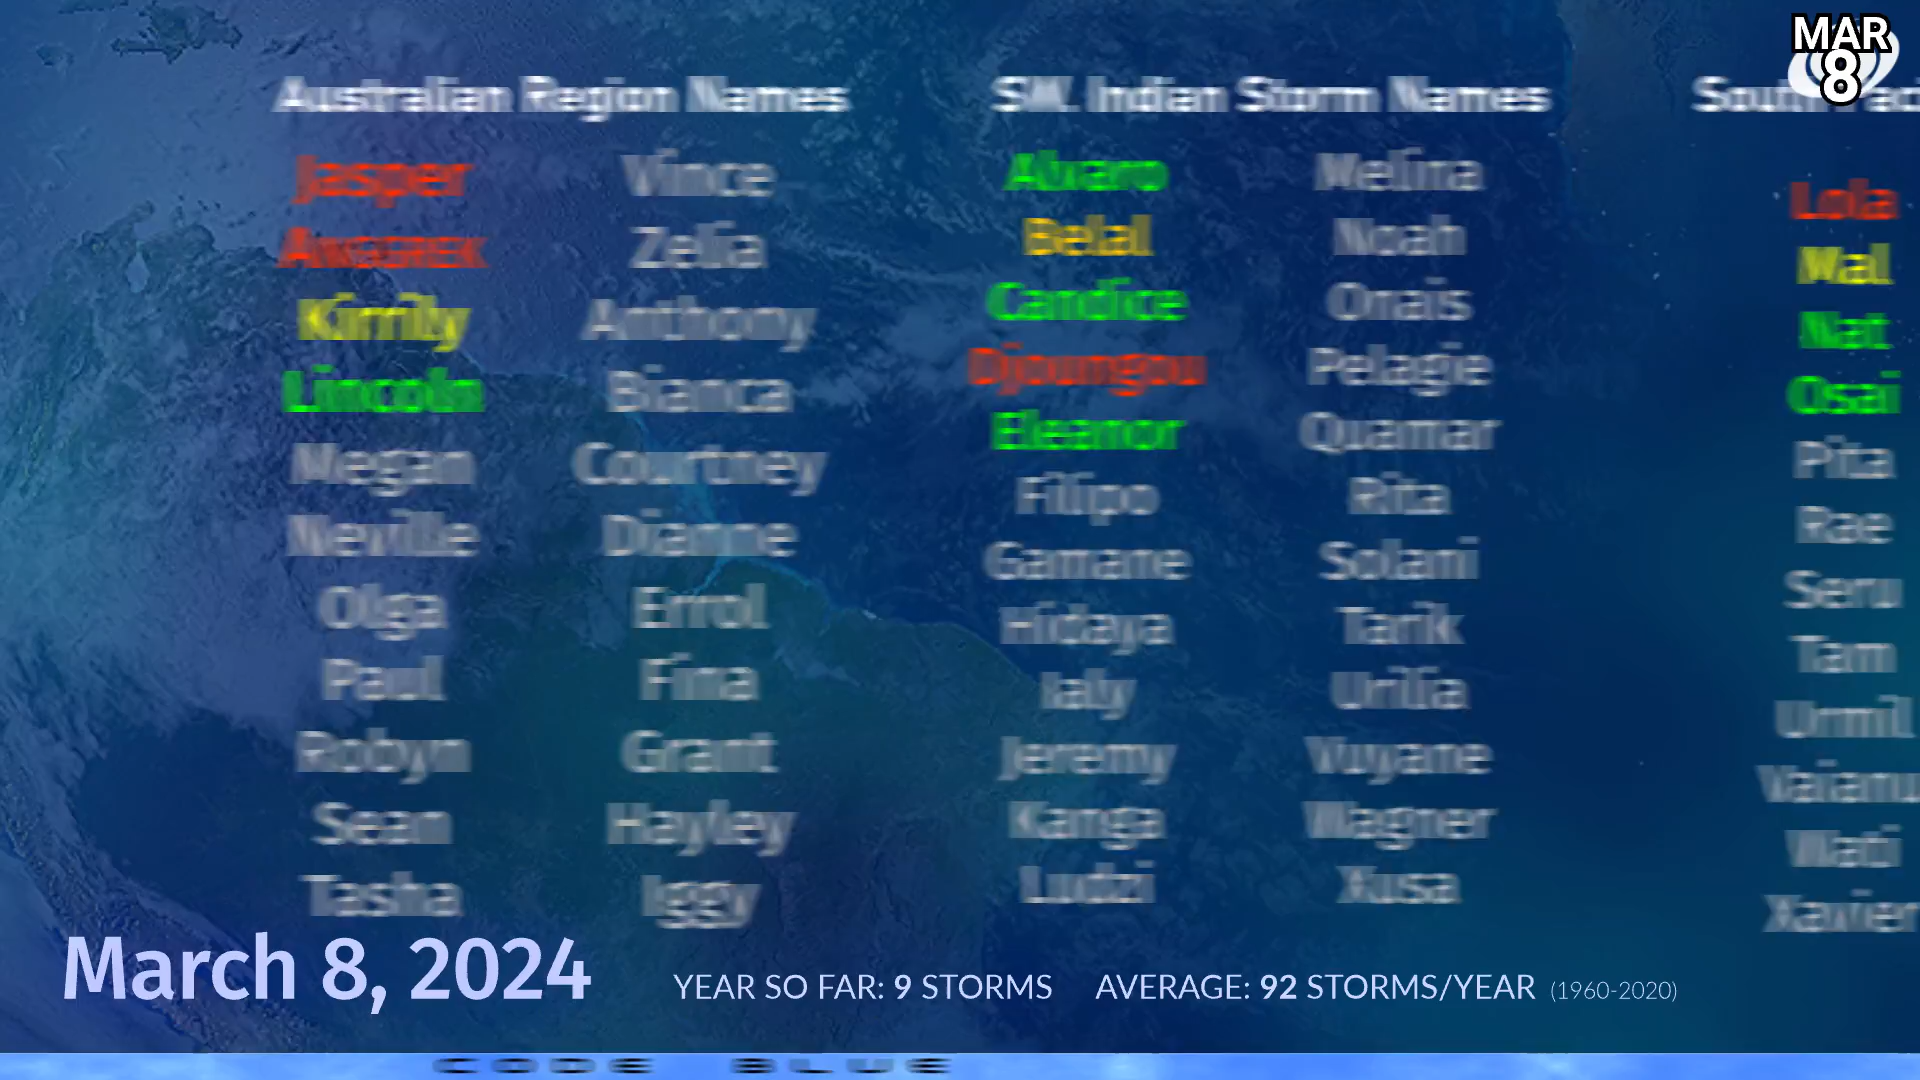 MAR
8
Australian Region Names
Jasper
Anggrek
Kirrily
Lincoln
Megan
Neville
Olga
Paul
Robyn
Sean
Tasha
Vince
Zelia
Anthony
Bianca
Courtney
Dianne
Errol
Fina
Grant
Hayley
Iggy
SW. Indian Storm Names
Alvaro
Belal
Candice
Djoungou
Eleanor
Filipo
Gamane
Hidaya
Ialy
Jeremy
Kanga
Ludzi
Melina
Noah
Onais
Pelagie
Quamar
Rita
Solani
Tarik
Urilia
Vuyane
Wagner
Xusa
South
Lola
Mal
Nat
Osai
Pita
Rae
Seru
Tam
Urmil
Vaianu
Wati
Xavier
March 8, 2024
YEAR SO FAR: 9 STORMS AVERAGE: 92 STORMS/YEAR (1960-2020)
CODE BLUE